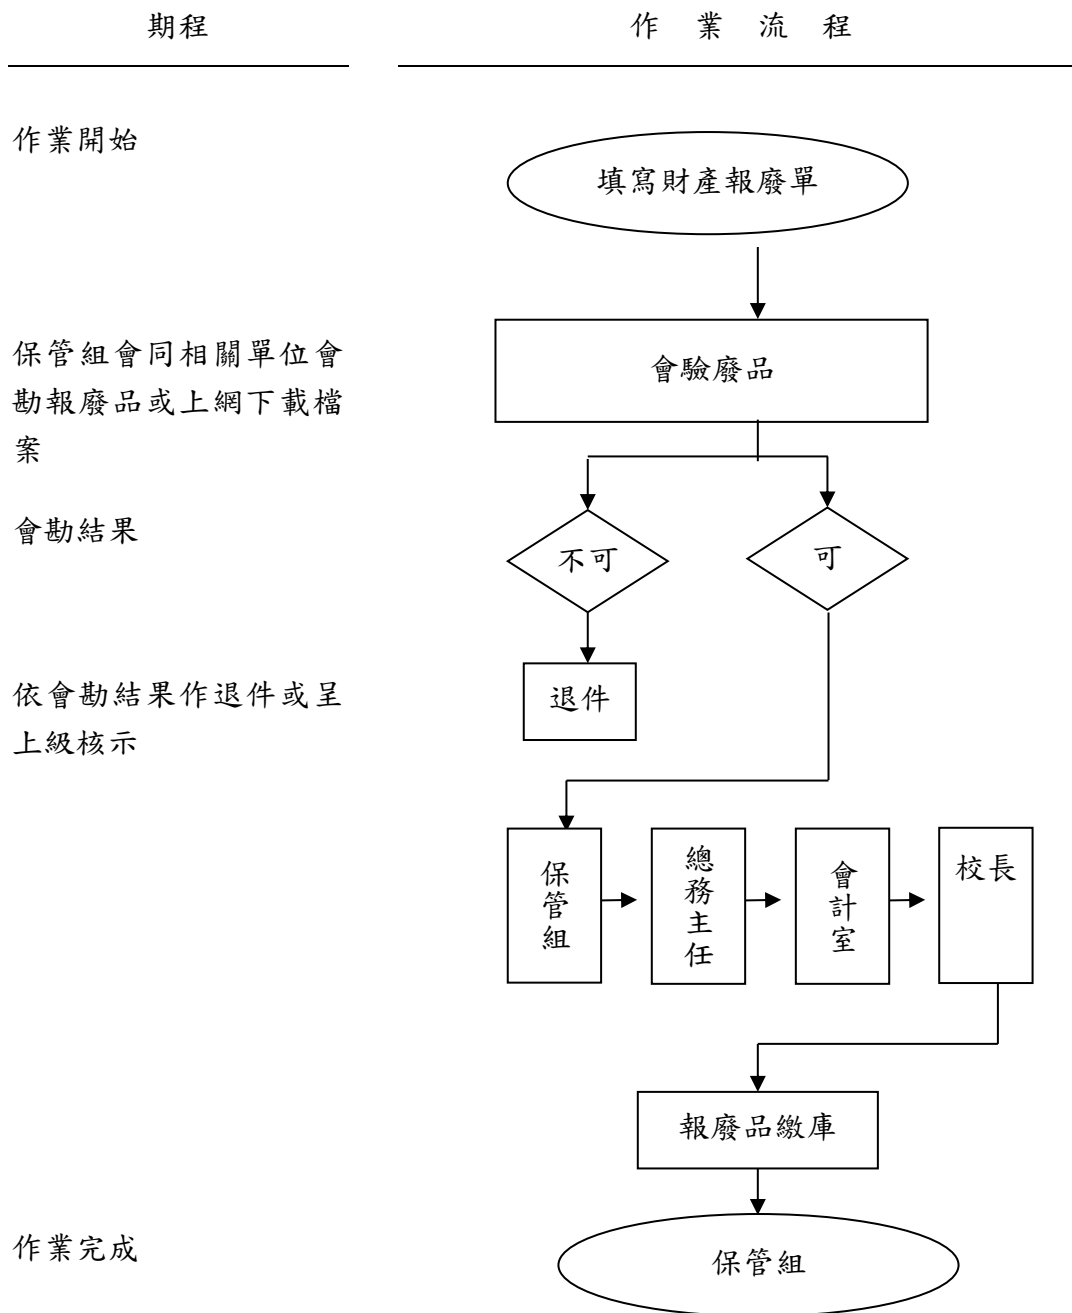 期程
作業流程
作業開始
填寫財產報廢單
保管組會同相關單位會
勘報廢品或上網下載檔
案
會驗廢品
會勘結果
不可
可
依會勘結果作退件或呈
上級核示
退件
保管組
總務主任
會計室
校長
報廢品繳庫
作業完成
保管組